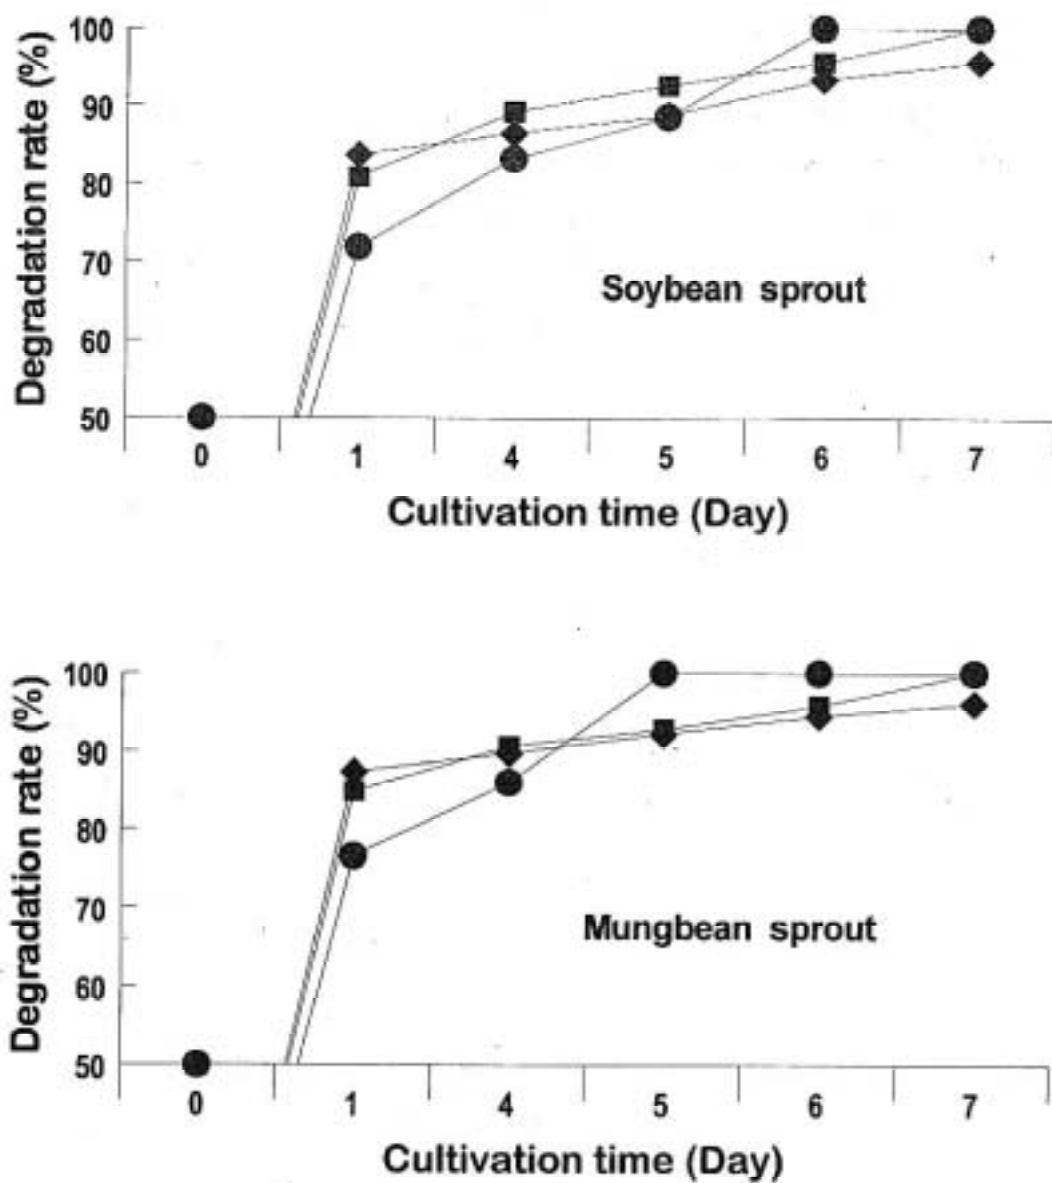 Degradation rate (%)
100
90
80
70
60
50
0 1 4 5 6 7
Soybean sprout
Cultivation time (Day)
Degradation rate (%)
100
90
80
70
60
50
0 1 4 5 6 7
Mungbean sprout
Cultivation time (Day)